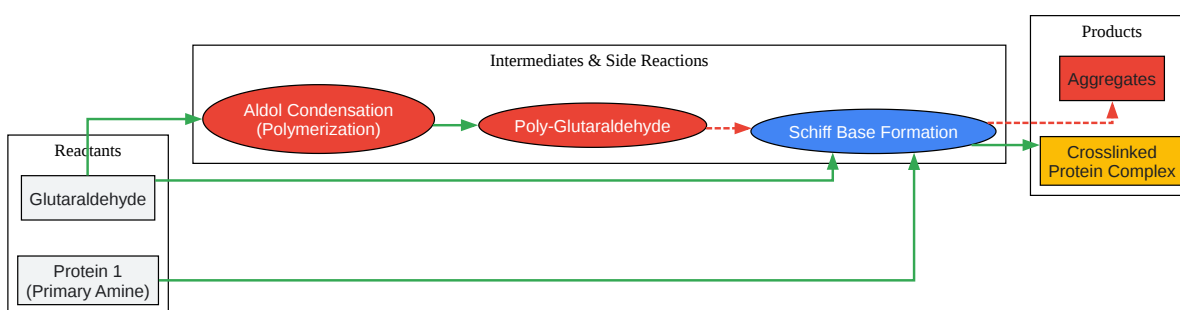 Products
Intermediates & Side Reactions
Aggregates
Aldol Condensation
(Polymerization)
Poly-Glutaraldehyde
Schiff Base Formation
Crosslinked
Protein Complex
Reactants
Glutaraldehyde
Protein 1
(Primary Amine)